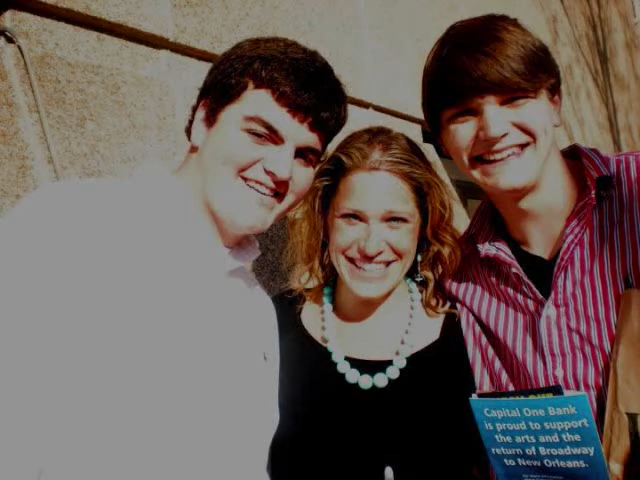 Capital One Bank
is proud to support
the arts and the
return of Broadway
to New Orleans.